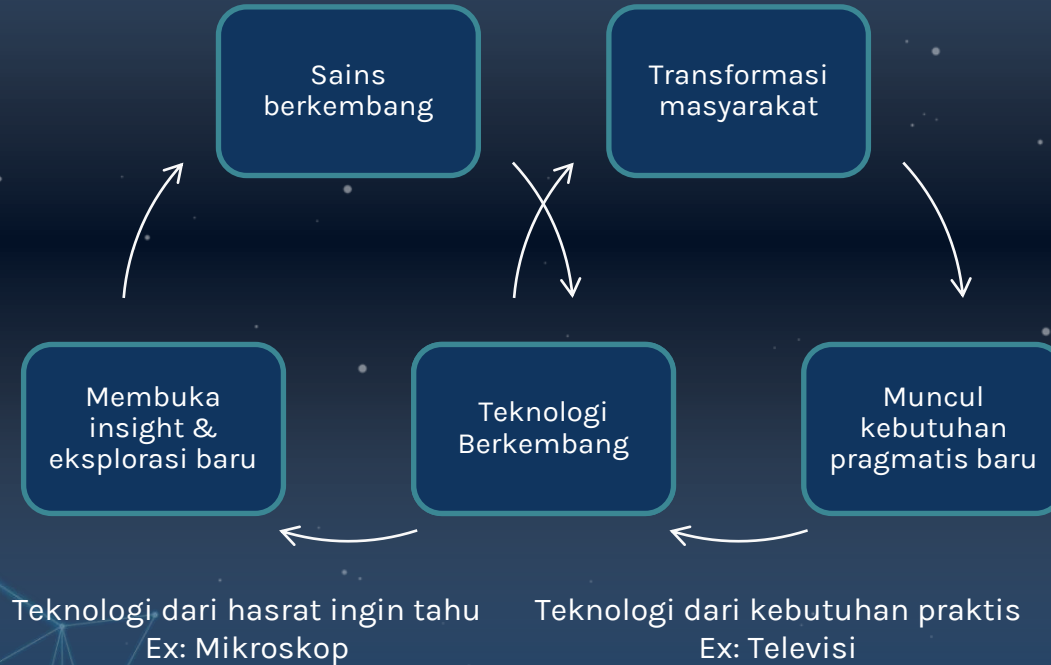 Sains
berkembang
Transformasi
masyarakat
Membuka
insight &
eksplorasi baru
Teknologi
Berkembang
Muncul
kebutuhan
pragmatis baru
Teknologi dari hasrat ingin tahu
Ex: Mikroskop
Teknologi dari kebutuhan praktis
Ex: Televisi